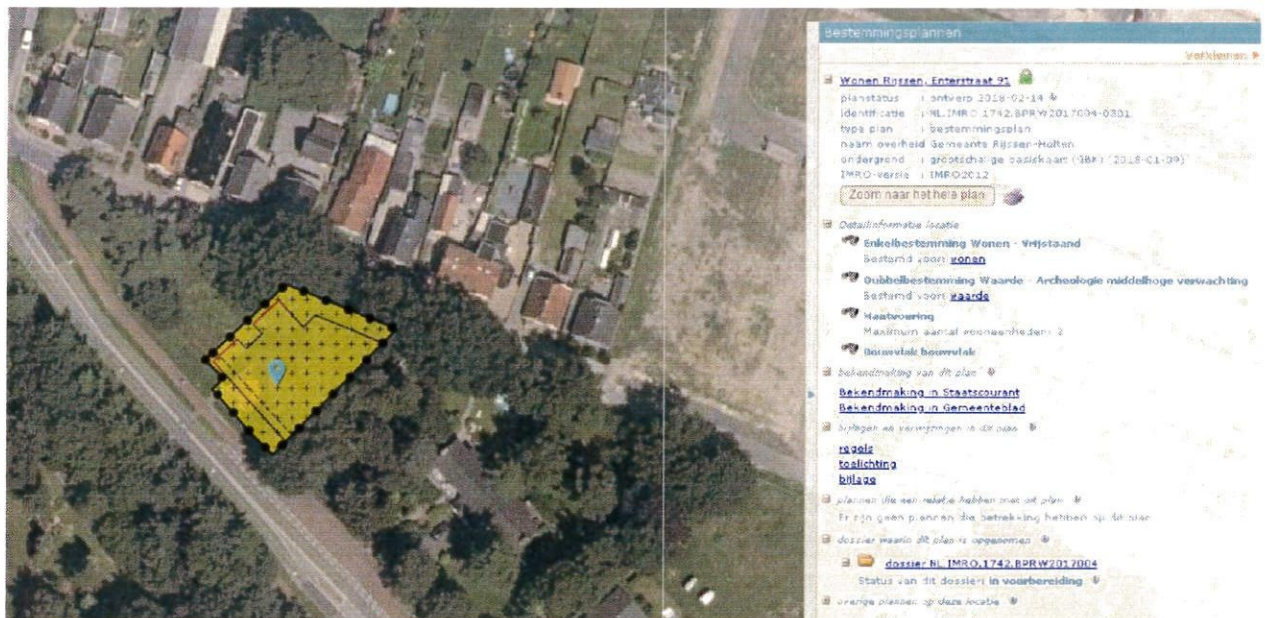 Bestemmingsplannen
Verkleinen
Wonen Rijssen, Enterstraat 91
planstatus : ontwerp 2018-02-14
identificatie : NL.IMRO.1742.BPRW2017004-0301
type plan : bestemmingsplan
naam overheid Gemeente Rijssen-Holten
ondergrond : grootschalige basiskaart (GBK) (2018-01-09)
IMRO-versie : IMRO2012
Zoom naar het hele plan
Detailinformatie locatie
Enkelbestemming Wonen - Vrijstaand
Bestemd voor: wonen
Dubbelbestemming Waarde - Archeologie middelhoge verwachting
Bestemd voor: waarde
Maatvoering
Maximum aantal wooneenheden: 2
Bouwvlak bouwvlak
bekendmaking van dit plan
Bekendmaking in Staatscourant
Bekendmaking in Gemeenteblad
bijlagen en verwijzingen in dit plan
regels
toelichting
bijlage
plannen die een relatie hebben met dit plan
Er zijn geen plannen die betrekking hebben op dit plan
dossier waarin dit plan is opgenomen
dossier NL.IMRO.1742.BPRW2017004
Status van dit dossier: in voorbereiding
overige plannen op deze locatie